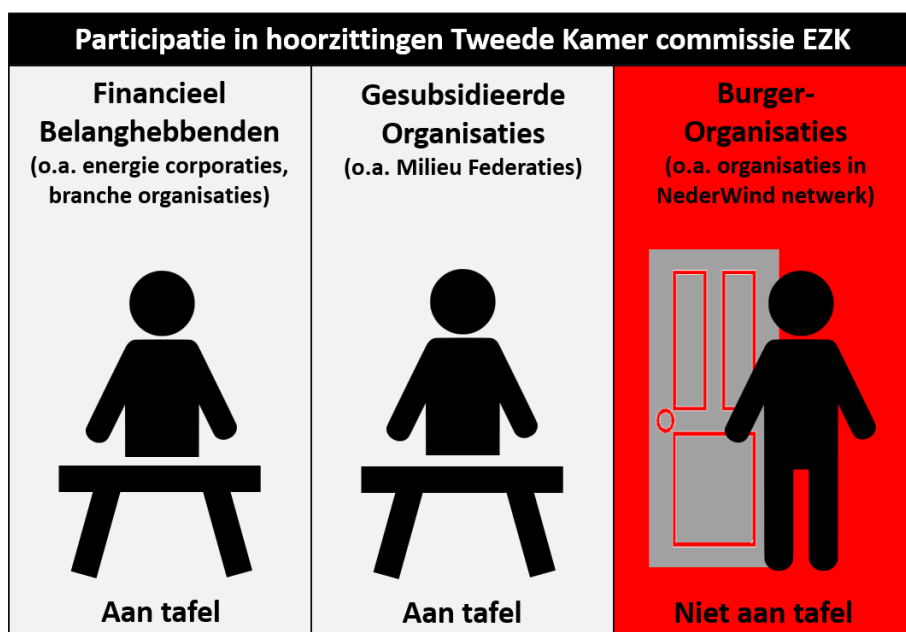 Participatie in hoorzittingen Tweede Kamer commissie EZK
Financieel
Belanghebbenden
(o.a. energie corporaties,
branche organisaties)
Gesubsidieerde
Organisaties
(o.a. Milieu Federaties)
Burger-
Organisaties
(o.a. organisaties in
NederWind netwerk)
Aan tafel
Aan tafel
Niet aan tafel